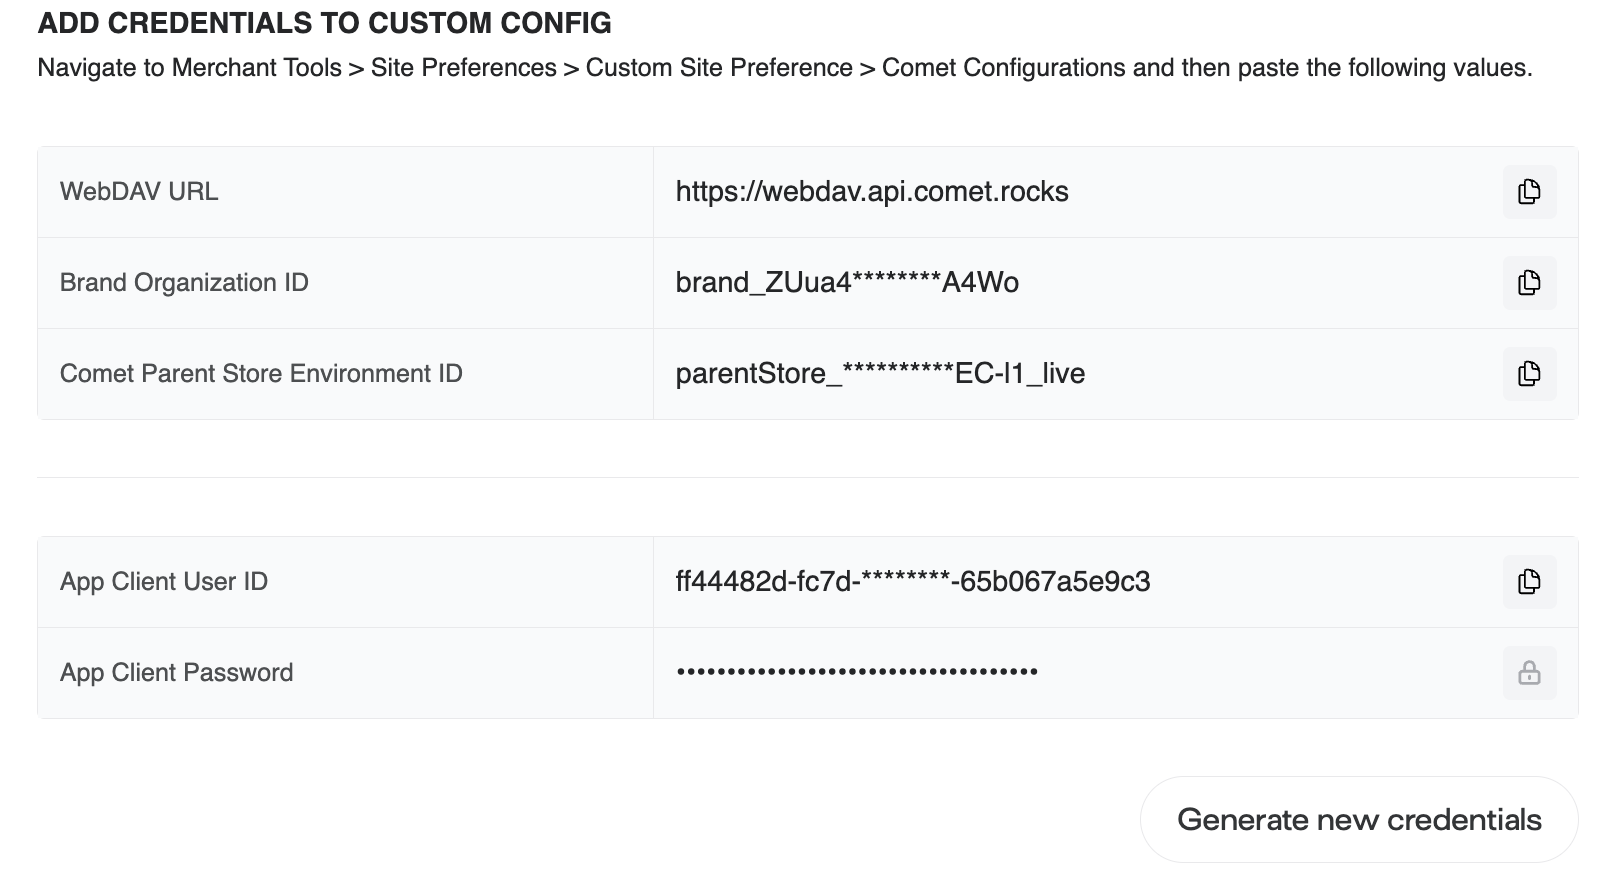 ADD CREDENTIALS TO CUSTOM CONFIG
Navigate to Merchant Tools > Site Preferences > Custom Site Preference > Comet Configurations and then paste the following values.
WebDAV URL
https://webdav.api.comet.rocks
Brand Organization ID
brand_ZUua4********A4Wo
Comet Parent Store Environment ID
parentStore_**********EC-l1_live
App Client User ID
ff44482d-fc7d-********-65b067a5e9c3
App Client Password
••••••••••••••••••••••••••••••••••••
Generate new credentials